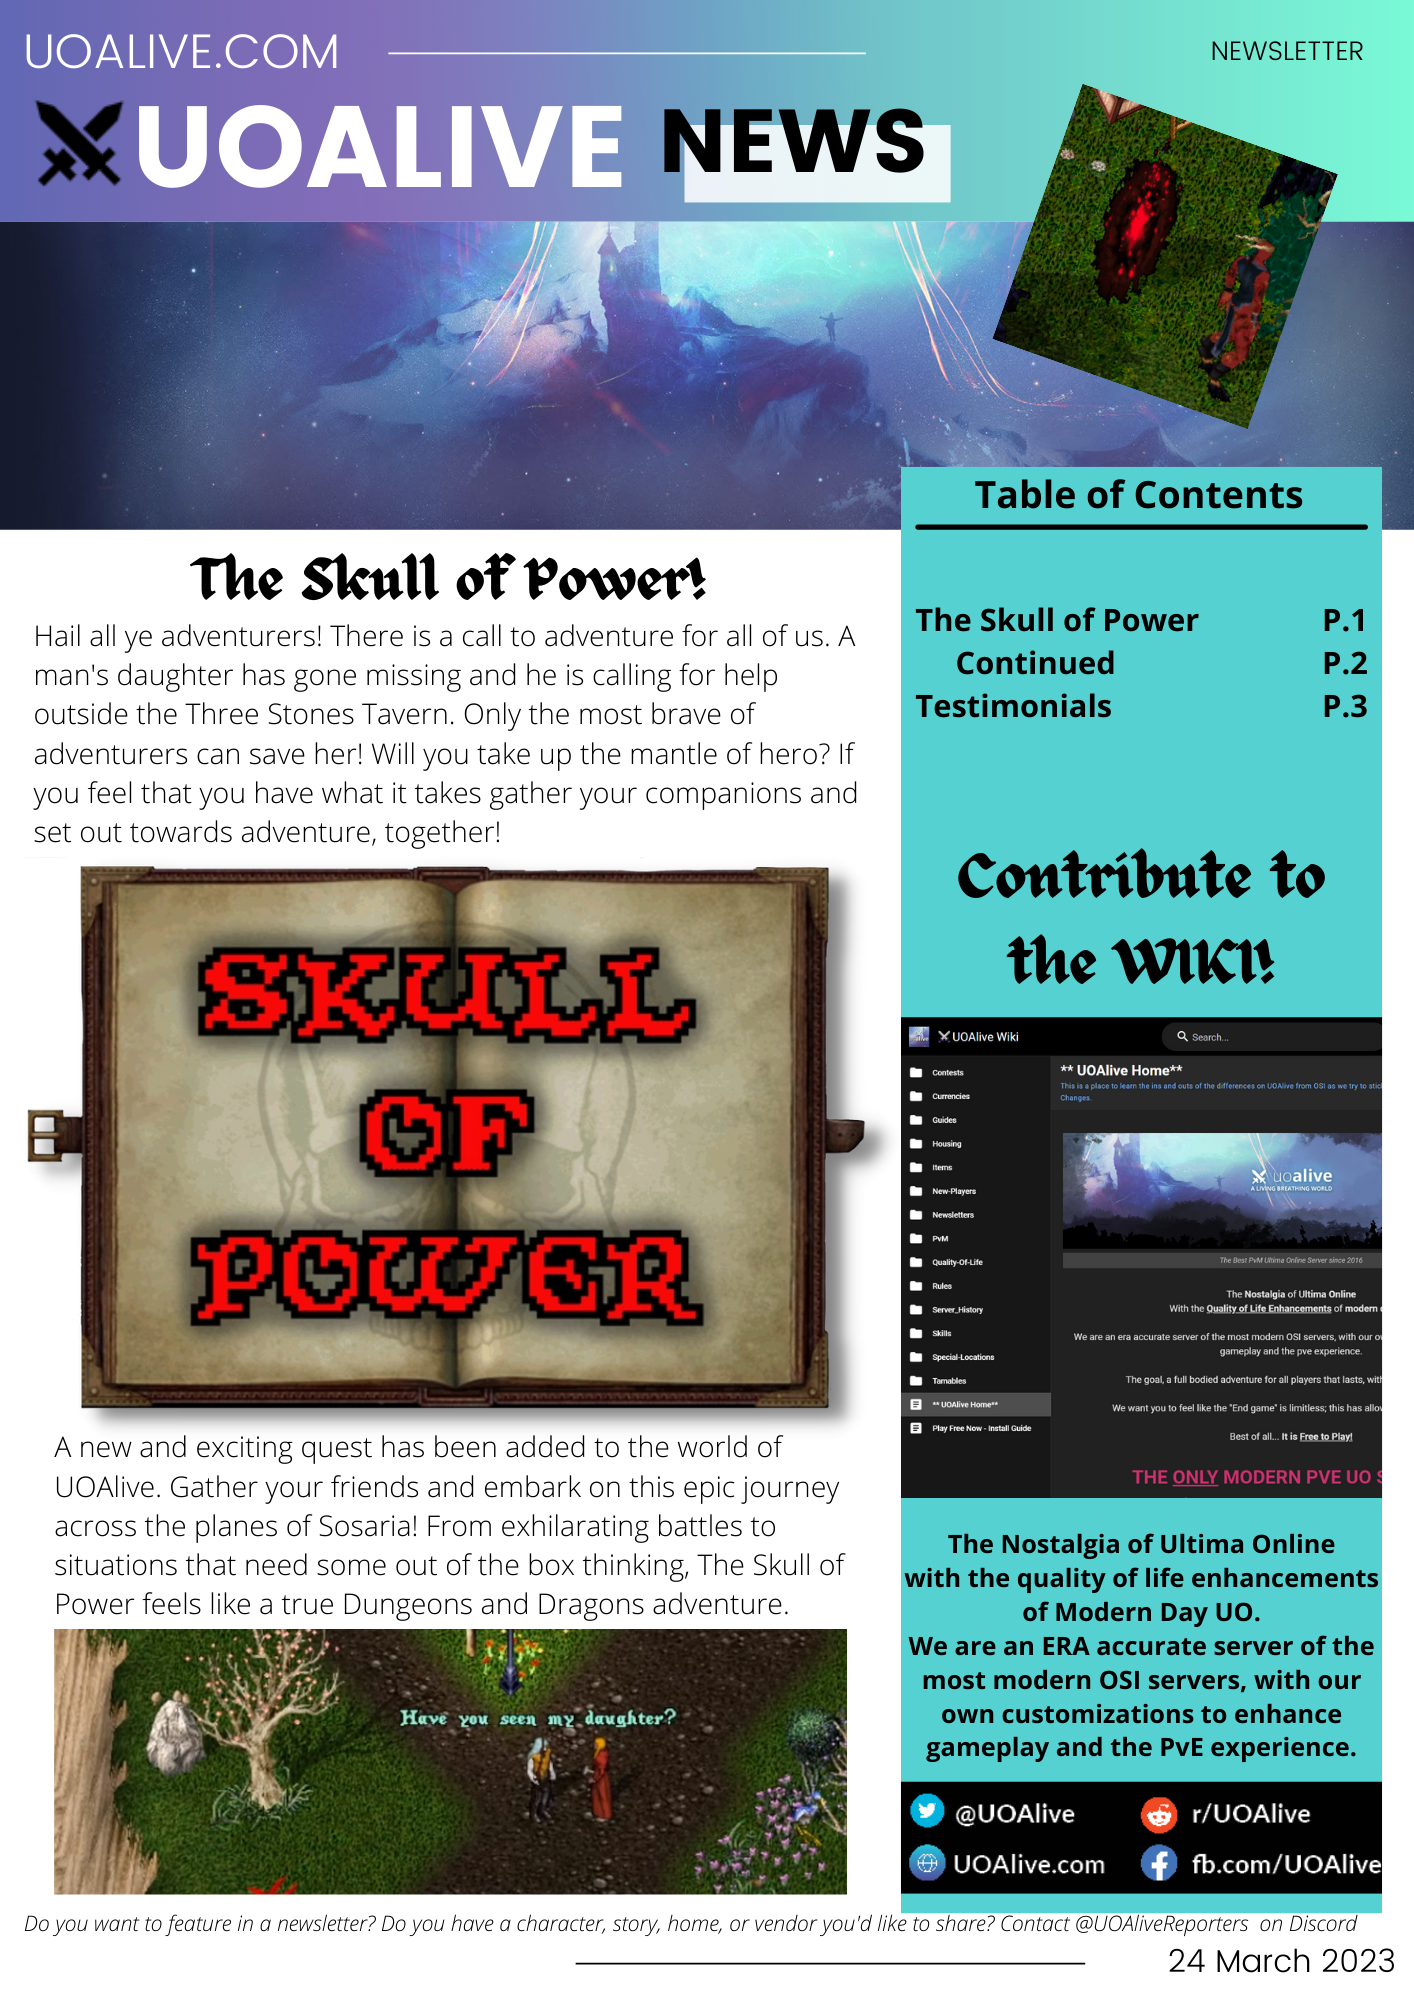 UOALIVE.COM
NEWSLETTER
UOALIVE NEWS
The Skull of Power!
Hail all ye adventurers! There is a call to adventure for all of us. A
man's daughter has gone missing and he is calling for help
outside the Three Stones Tavern. Only the most brave of
adventurers can save her! Will you take up the mantle of hero? If
you feel that you have what it takes gather your companions and
set out towards adventure, together!
SKULL
OF
POWER
A new and exciting quest has been added to the world of
UOAlive. Gather your friends and embark on this epic journey
across the planes of Sosaria! From exhilarating battles to
situations that need some out of the box thinking, The Skull of
Power feels like a true Dungeons and Dragons adventure.
Have you seen my daughter?
Table of Contents
The Skull of Power P.1
Continued P.2
Testimonials P.3
Contribute to
the WIKI!
UOAlive Wiki
Search...
Contests
Currencies
Guides
Housing
Items
New-Players
Newsletters
PvM
Quality-Of-Life
Rules
Server_History
Skills
Special-Locations
Tamables
** UOAlive Home**
Play Free Now - Install Guide
** UOAlive Home**
This is a place to learn the ins and outs of the differences on UOAlive from OSI as we try to stic
Changes.
uoalive
A LIVING BREATHING WORLD
The Best PvM Ultima Online Server since 2016
The Nostalgia of Ultima Online
With the Quality of Life Enhancements of modern
We are an era accurate server of the most modern OSI servers, with our o
gameplay and the pve experience.
The goal, a full bodied adventure for all players that lasts, wit
We want you to feel like the "End game" is limitless; this has allo
Best of all... It is Free to Play!
THE ONLY MODERN PVE UO S
The Nostalgia of Ultima Online
with the quality of life enhancements
of Modern Day UO.
We are an ERA accurate server of the
most modern OSI servers, with our
own customizations to enhance
gameplay and the PvE experience.
@UOAlive
r/UOAlive
UOAlive.com
fb.com/UOAlive
Do you want to feature in a newsletter? Do you have a character, story, home, or vendor you'd like to share? Contact @UOAliveReporters on Discord
24 March 2023